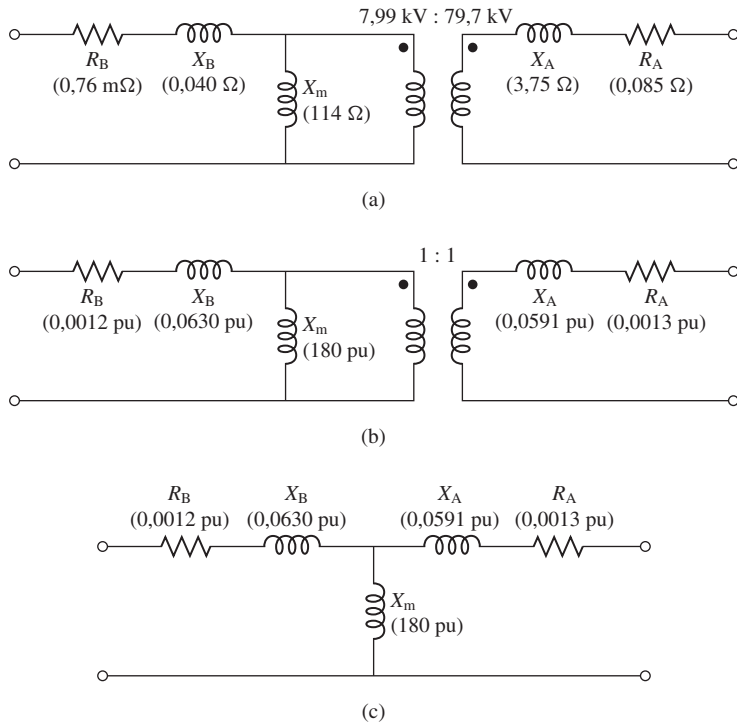 7,99 kV : 79,7 kV
R_B
(0,76 mΩ)
X_B
(0,040 Ω)
X_m
(114 Ω)
X_A
(3,75 Ω)
R_A
(0,085 Ω)
(a)
1 : 1
R_B
(0,0012 pu)
X_B
(0,0630 pu)
X_m
(180 pu)
X_A
(0,0591 pu)
R_A
(0,0013 pu)
(b)
R_B
(0,0012 pu)
X_B
(0,0630 pu)
X_A
(0,0591 pu)
R_A
(0,0013 pu)
X_m
(180 pu)
(c)